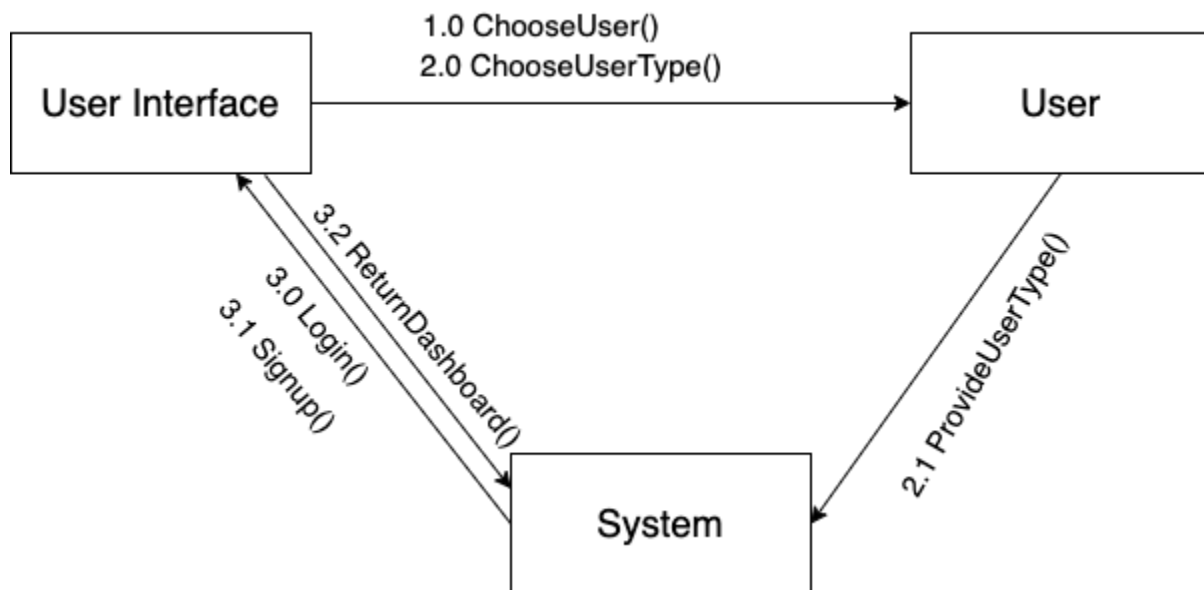 1.0 ChooseUser()
2.0 ChooseUserType()
User Interface
User
3.2 ReturnDashboard()
3.0 Login()
3.1 Signup()
2.1 ProvideUserType()
System